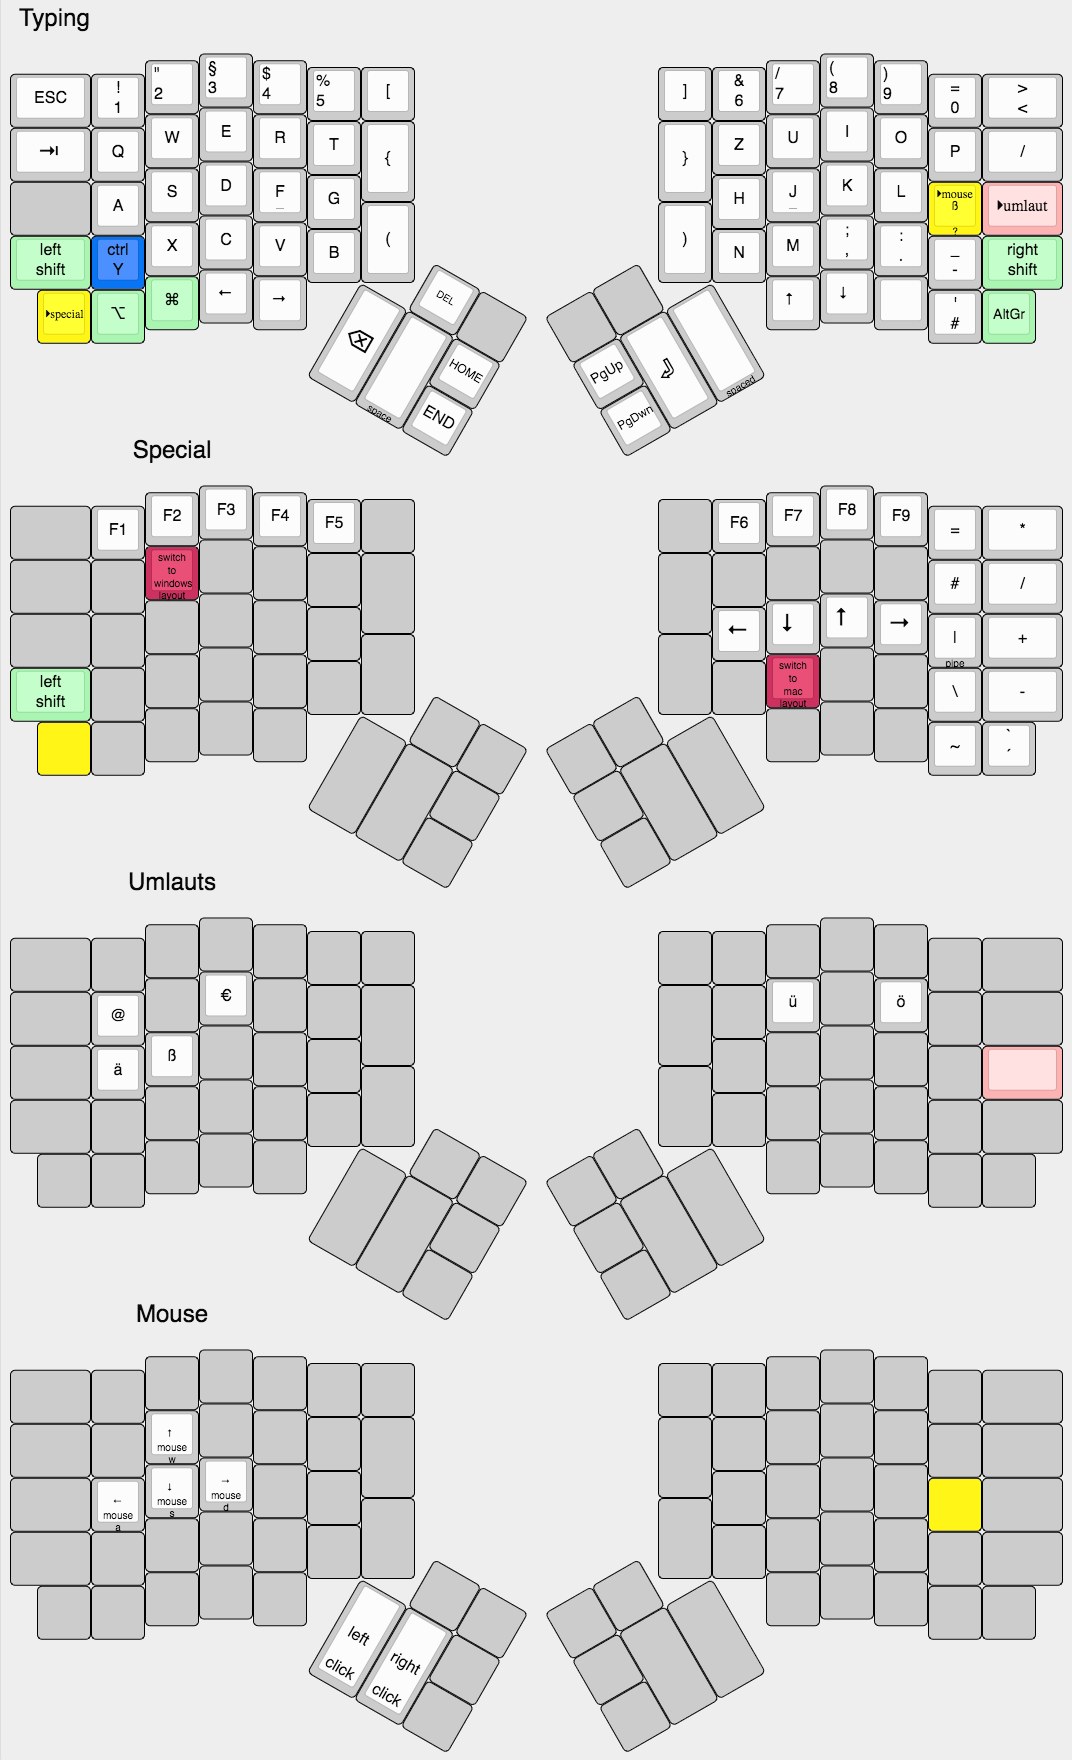 Typing
ESC
!
1
"
2
§
3
$
4
%
5
[
]
&
6
/
7
(
8
)
9
=
0
>
<
Q
W
E
R
T
{
}
Z
U
I
O
P
/
A
S
D
F
_
G
(
)
H
J
_
K
L
mouse
ß
?
umlaut
left
shift
ctrl
Y
X
C
V
B
N
M
;
,
:
.
_
-
right
shift
special
⌥
⌘
←
→
↑
↓
'
#
AltGr
DEL
HOME
END
space
PgUp
PgDwn
spaced
Special
F1
F2
F3
F4
F5
F6
F7
F8
F9
=
*
switch
to
windows
layout
#
/
←
↓
↑
→
|
pipe
+
left
shift
switch
to
mac
layout
\
-
~
`
´
Umlauts
@
€
ü
ö
ä
ß
Mouse
↑
mouse
w
←
mouse
a
↓
mouse
s
→
mouse
d
left
click
right
click